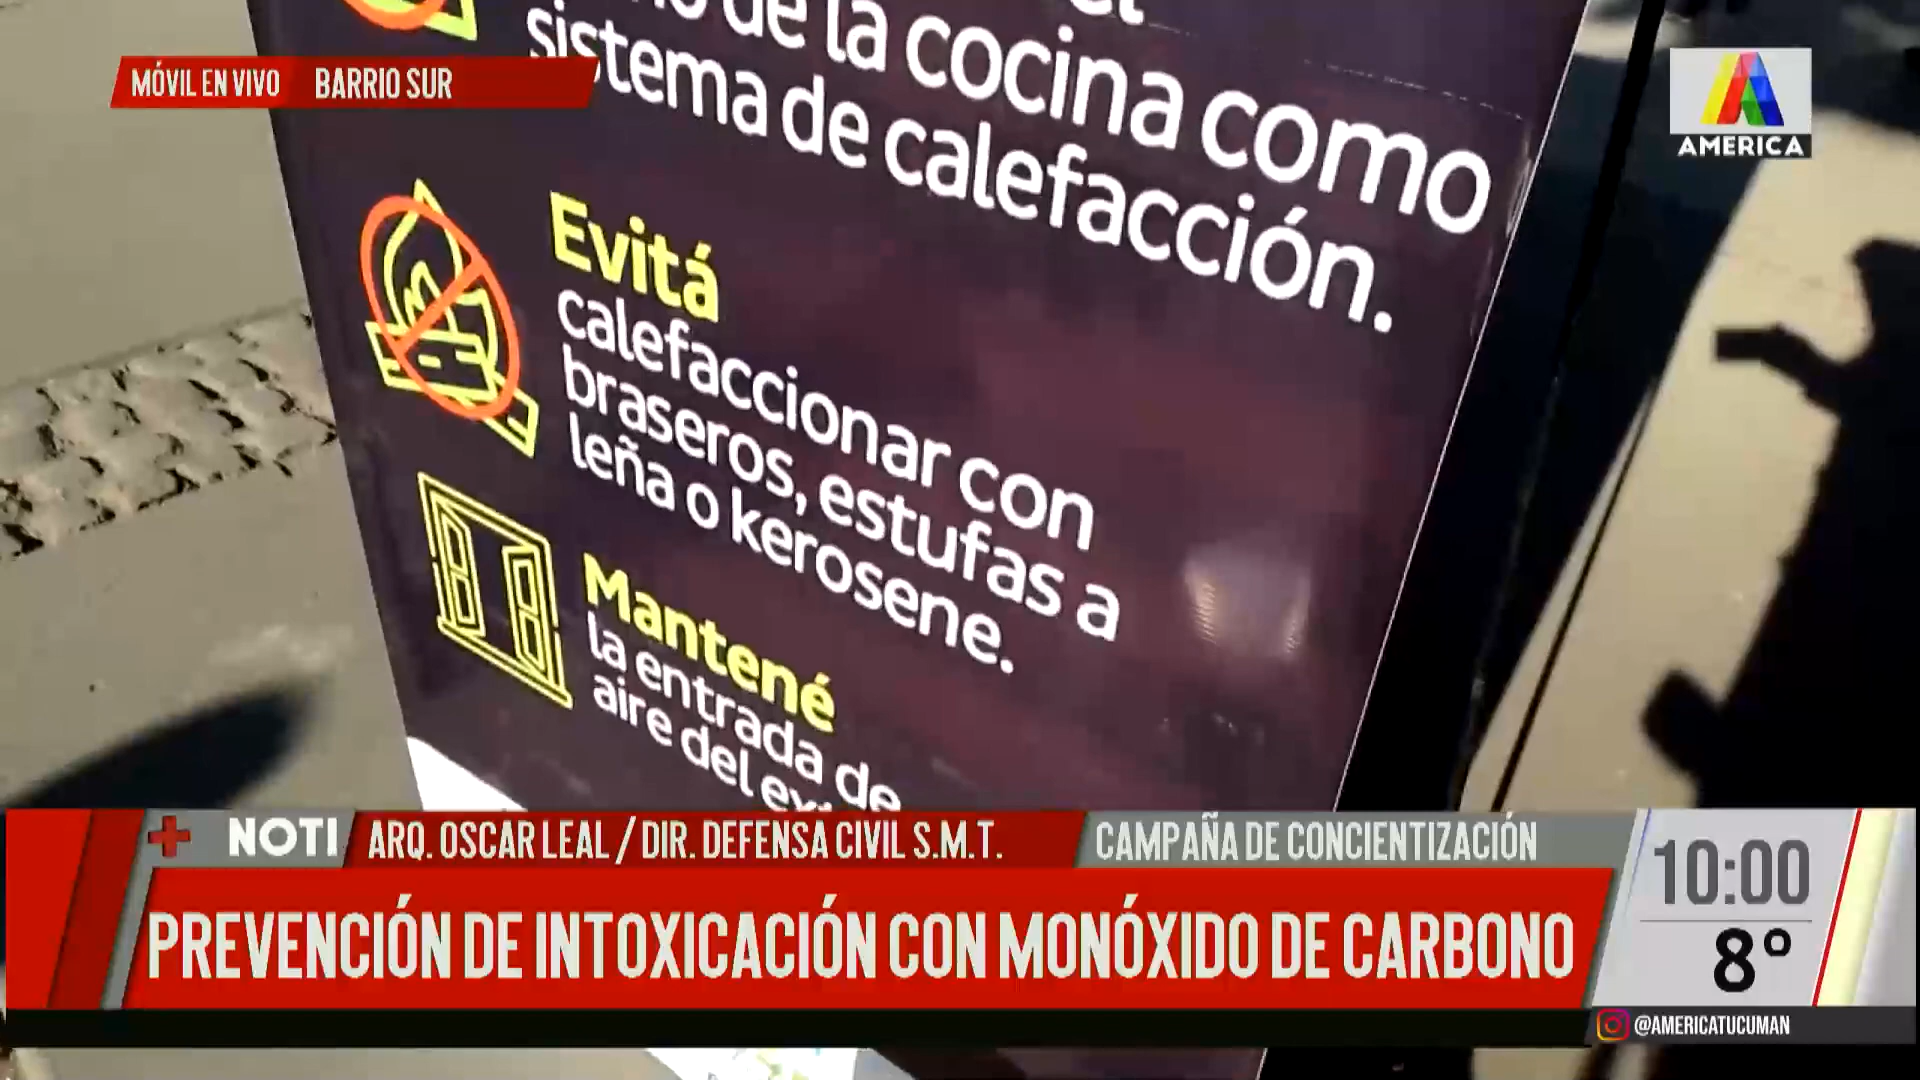 MÓVIL EN VIVO BARRIO SUR
AMERICA
de la cocina como
sistema de calefacción.
Evitá
calefaccionar con
braseros, estufas a
leña o kerosene.
Mantené
la entrada de
aire del
+ NOTI ARQ. OSCAR LEAL / DIR. DEFENSA CIVIL S.M.T. CAMPAÑA DE CONCIENTIZACIÓN
PREVENCIÓN DE INTOXICACIÓN CON MONÓXIDO DE CARBONO
10:00
8°
@AMERICATUCUMAN